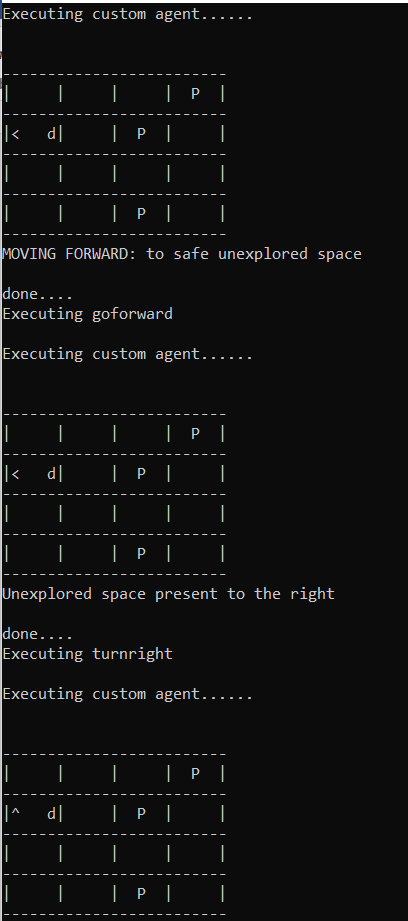 Executing custom agent......
-------------------------
|     |     |     |  P  |
-------------------------
|<   d|     |  P  |     |
-------------------------
|     |     |     |     |
-------------------------
|     |     |  P  |     |
-------------------------
MOVING FORWARD: to safe unexplored space
done....
Executing goforward
Executing custom agent......
-------------------------
|     |     |     |  P  |
-------------------------
|<   d|     |  P  |     |
-------------------------
|     |     |     |     |
-------------------------
|     |     |  P  |     |
-------------------------
Unexplored space present to the right
done....
Executing turnright
Executing custom agent......
-------------------------
|     |     |     |  P  |
-------------------------
|^   d|     |  P  |     |
-------------------------
|     |     |     |     |
-------------------------
|     |     |  P  |     |
-------------------------